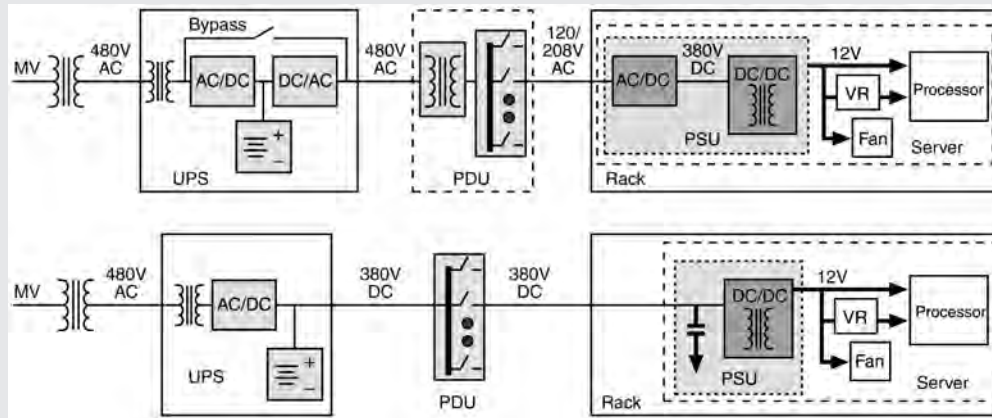 Bypass
MV
480V
AC
AC/DC
DC/AC
+
−
UPS
480V
AC
PDU
120/
208V
AC
AC/DC
380V
DC
DC/DC
PSU
12V
VR
Fan
Processor
Server
Rack
MV
480V
AC
AC/DC
+
−
UPS
380V
DC
PDU
380V
DC
DC/DC
PSU
12V
VR
Fan
Processor
Server
Rack